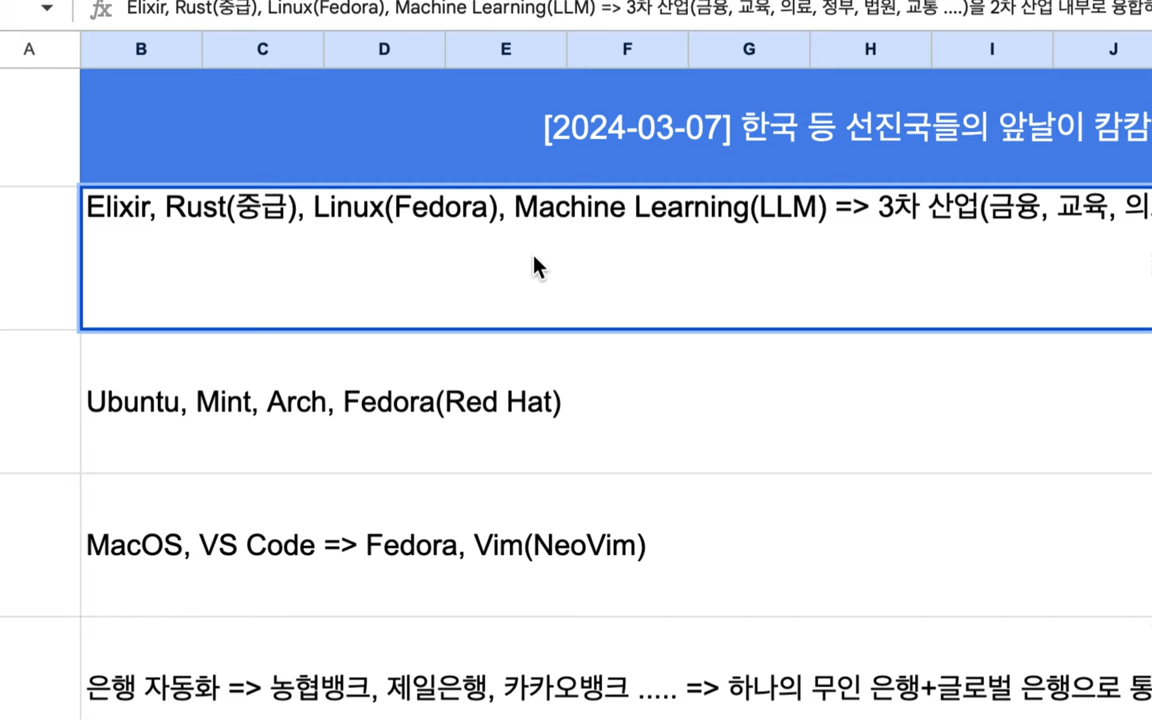 fx Elixir, Rust(중급), Linux(Fedora), Machine Learning(LLM) => 3차 산업(금융, 교육, 의료, 정부, 법원, 교통 ....)을 2차 산업 내부로 융합
A B C D E F G H I J
[2024-03-07] 한국 등 선진국들의 앞날이 캄캄
Elixir, Rust(중급), Linux(Fedora), Machine Learning(LLM) => 3차 산업(금융, 교육, 의
Ubuntu, Mint, Arch, Fedora(Red Hat)
MacOS, VS Code => Fedora, Vim(NeoVim)
은행 자동화 => 농협뱅크, 제일은행, 카카오뱅크 ..... => 하나의 무인 은행+글로벌 은행으로 통